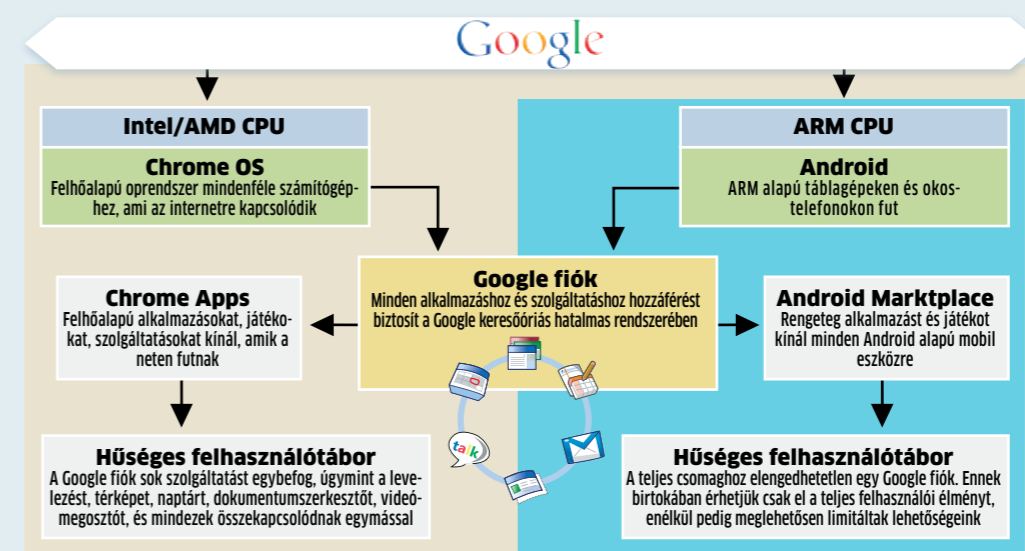 Google
Intel/AMD CPU
Chrome OS
Felhőalapú oprendszer mindenféle számítógép-
hez, ami az internetre kapcsolódik
ARM CPU
Android
ARM alapú táblagépeken és okos-
telefonokon fut
Google fiók
Minden alkalmazáshoz és szolgáltatáshoz hozzáférést
biztosít a Google keresőóriás hatalmas rendszerében
Chrome Apps
Felhőalapú alkalmazásokat, játéko-
kat, szolgáltatásokat kínál, amik a
neten futnak
Android Marktplace
Rengeteg alkalmazást és játékot
kínál minden Android alapú mobil
eszközre
talk
Hűséges felhasználótábor
A Google fiók sok szolgáltatást egybefog, úgymint a leve-
lezést, térképet, naptárt, dokumentumszerkesztőt, videó-
megosztót, és mindezek összekapcsolódnak egymással
Hűséges felhasználótábor
A teljes csomaghoz elengedhetetlen egy Google fiók. Ennek
birtokában érhetjük csak el a teljes felhasználói élményt,
enélkül pedig meglehetősen limitáltak lehetőségeink